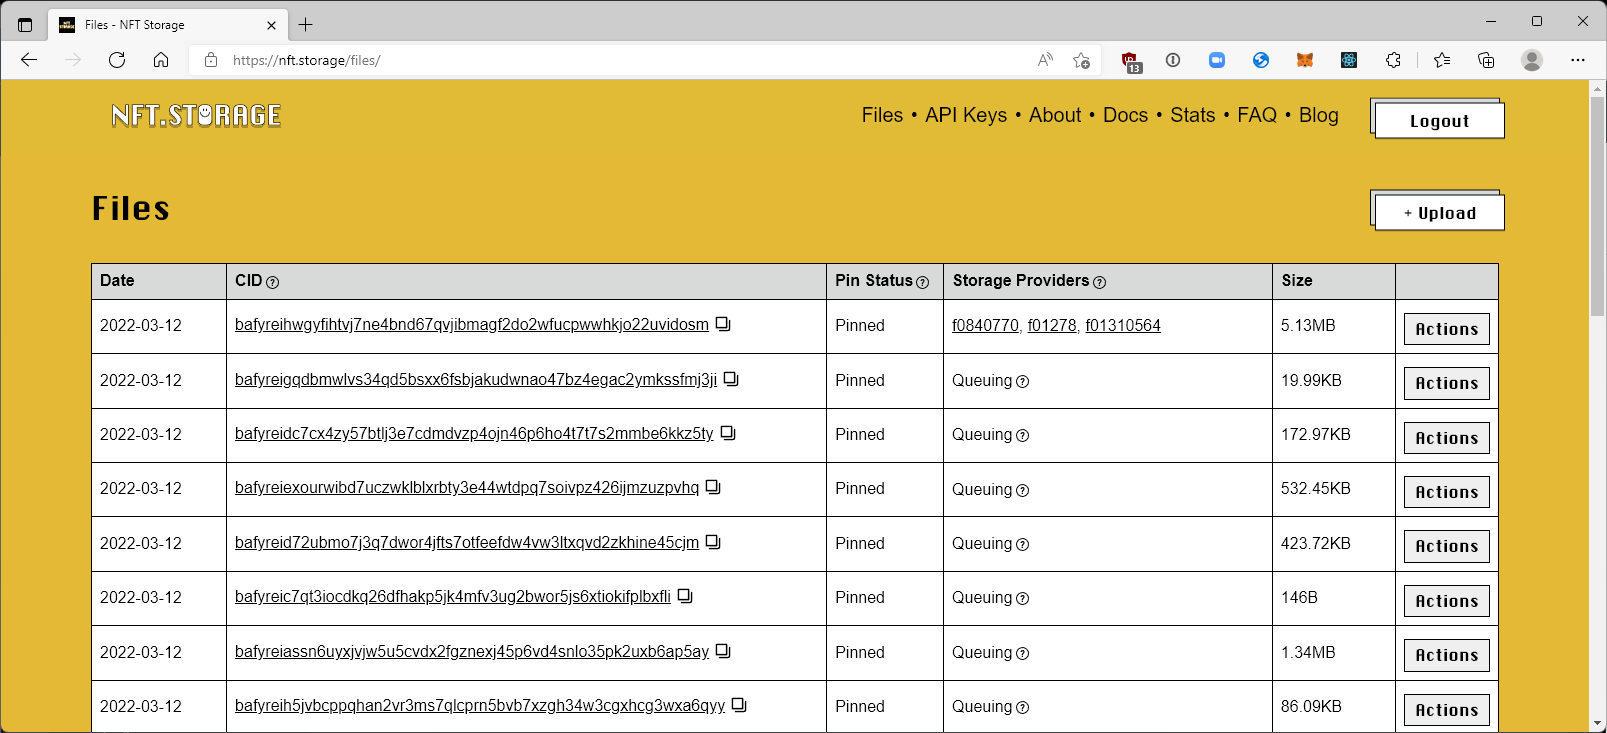 Files - NFT Storage
https://nft.storage/files/
13
NFT.STORAGE
Files • API Keys • About • Docs • Stats • FAQ • Blog
Logout
Files
+ Upload
Date CID Pin Status Storage Providers Size
2022-03-12 bafyreihwgyfihtvj7ne4bnd67qvjibmagf2do2wfucpwwhkjo22uvidosm Pinned f0840770, f01278, f01310564 5.13MB Actions
2022-03-12 bafyreigqdbmwlvs34qd5bsxx6fsbjakudwnao47bz4egac2ymkssfmj3ji Pinned Queuing 19.99KB Actions
2022-03-12 bafyreidc7cx4zy57btlj3e7cdmdvzp4ojn46p6ho4t7t7s2mmbe6kkz5ty Pinned Queuing 172.97KB Actions
2022-03-12 bafyreiexourwibd7uczwklblxrbty3e44wtdpq7soivpz426ijmzuzpvhq Pinned Queuing 532.45KB Actions
2022-03-12 bafyreid72ubmo7j3q7dwor4jfts7otfeefdw4vw3ltxqvd2zkhine45cjm Pinned Queuing 423.72KB Actions
2022-03-12 bafyreic7qt3iocdkq26dfhakp5jk4mfv3ug2bwor5js6xtiokifplbxfli Pinned Queuing 146B Actions
2022-03-12 bafyreiassn6uyxjvjw5u5cvdx2fgznexj45p6vd4snlo35pk2uxb6ap5ay Pinned Queuing 1.34MB Actions
2022-03-12 bafyreih5jvbcppqhan2vr3ms7qlcprn5bvb7xzgh34w3cgxhcg3wxa6qyy Pinned Queuing 86.09KB Actions